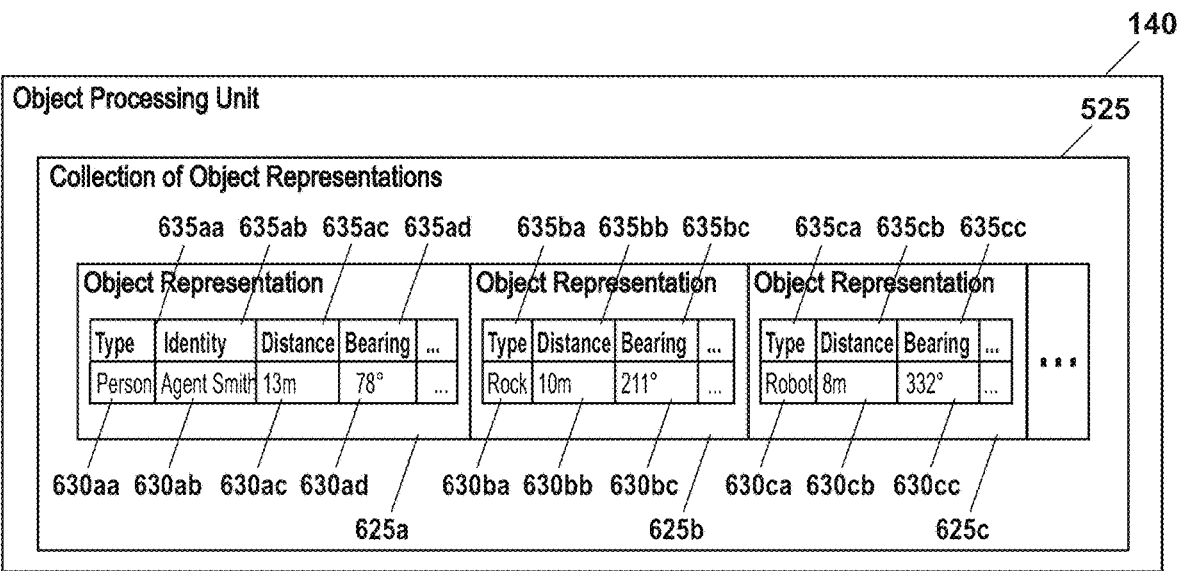 140
Object Processing Unit
525
Collection of Object Representations
635aa 635ab 635ac 635ad 635ba 635bb 635bc 635ca 635cb 635cc
Object Representation Object Representation Object Representation
Type Identity Distance Bearing ... Type Distance Bearing ... Type Distance Bearing ...
Person Agent Smith 13m 78° ... Rock 10m 211° ... Robot 8m 332° ...
...
630aa 630ab 630ac 630ad 630ba 630bb 630bc 630ca 630cb 630cc
625a 625b 625c